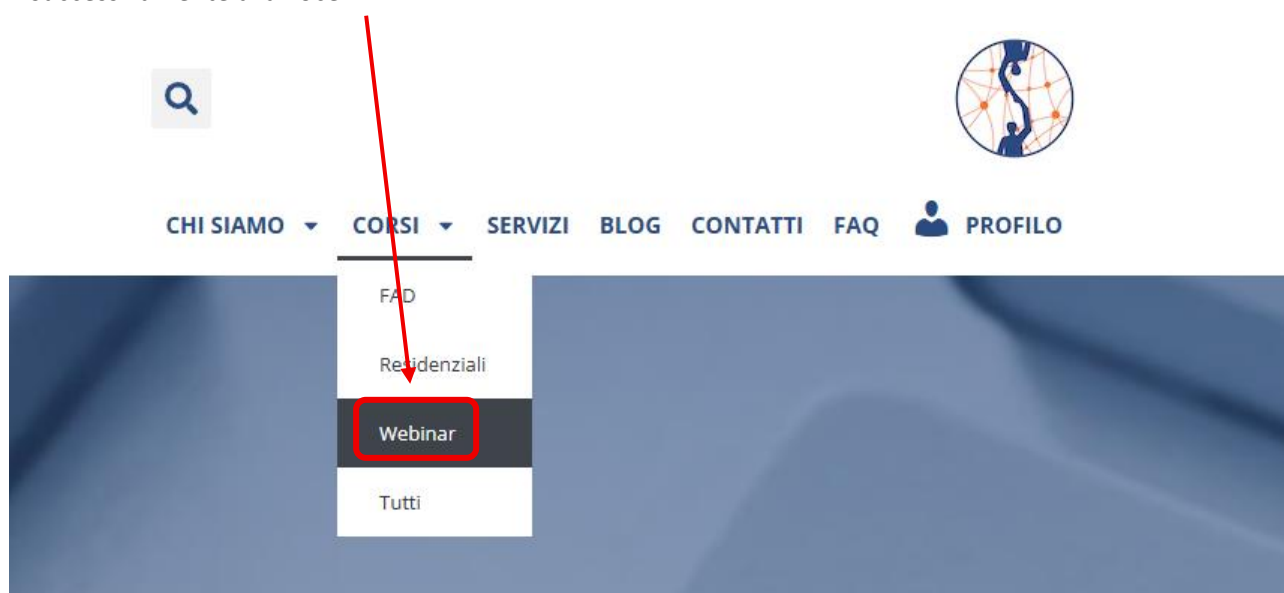 CHI SIAMO CORSI SERVIZI BLOG CONTATTI FAQ PROFILO
FAD
Residenziali
Webinar
Tutti